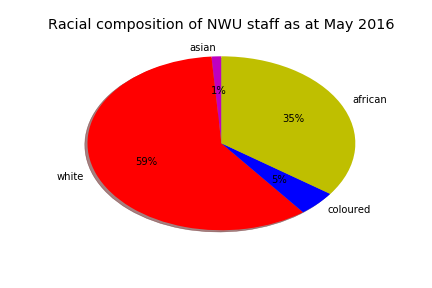 Racial composition of NWU staff as at May 2016
asian
1%
african
35%
59%
white
5%
coloured